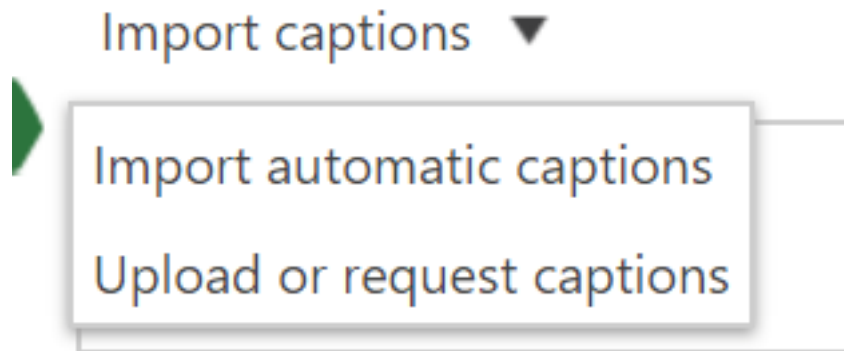 Import captions
Import automatic captions
Upload or request captions